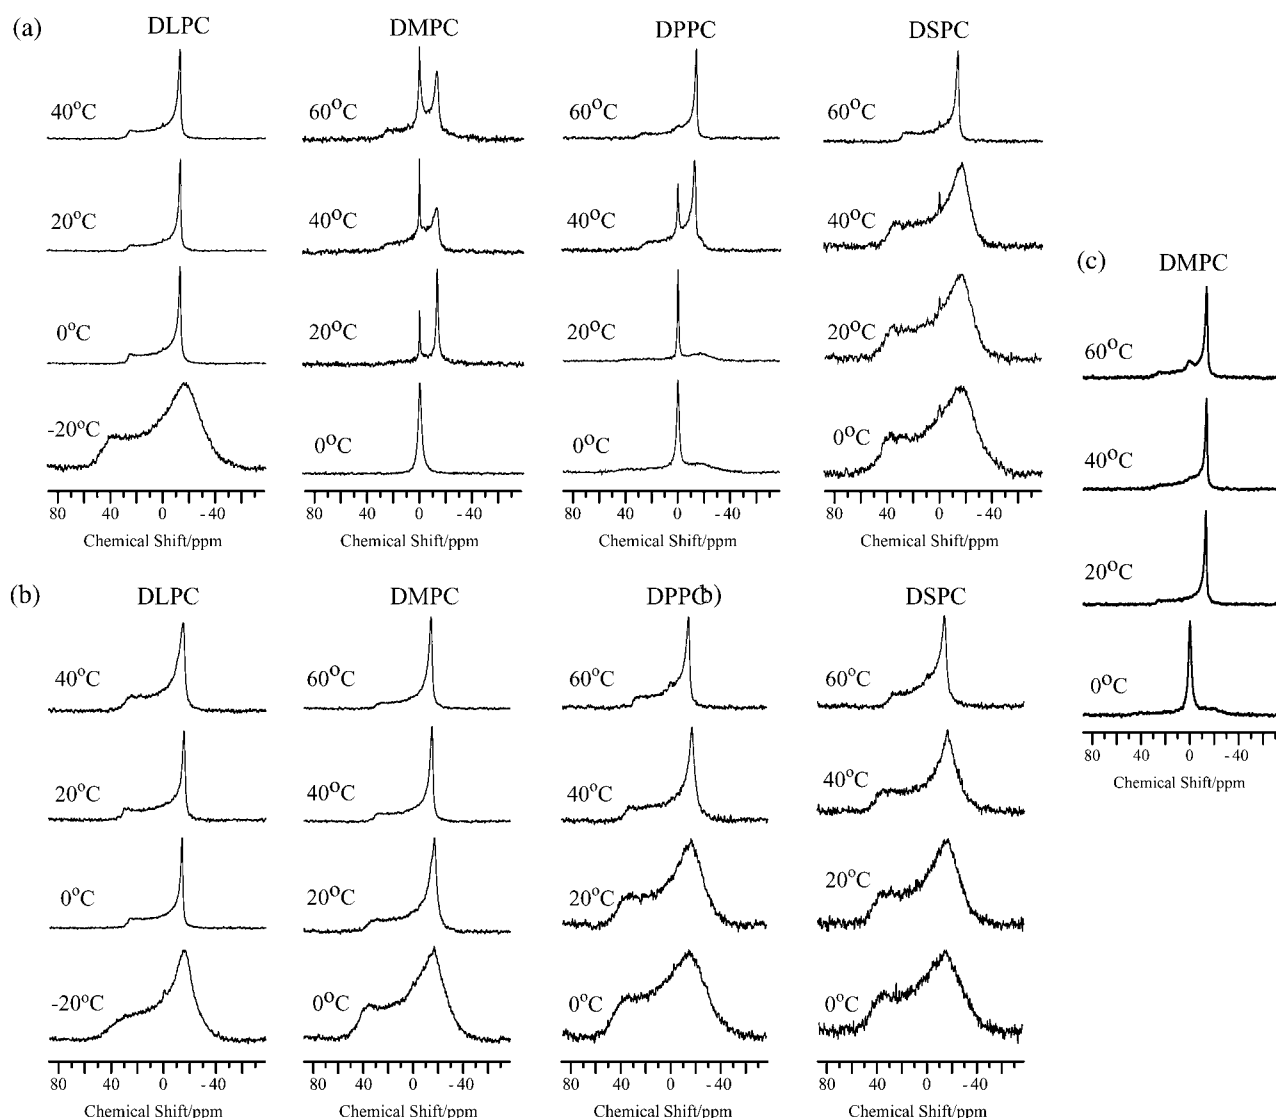 (a)
DLPC DMPC DPPC DSPC
40°C 60°C 60°C 60°C
20°C 40°C 40°C 40°C
0°C 20°C 20°C 20°C
-20°C 0°C 0°C 0°C
80 40 0 -40 80 40 0 -40 80 40 0 -40 80 40 0 -40
Chemical Shift/ppm Chemical Shift/ppm Chemical Shift/ppm Chemical Shift/ppm
(c)
DMPC
60°C
40°C
20°C
0°C
80 40 0 -40
Chemical Shift/ppm
(b)
DLPC DMPC DPPC b) DSPC
40°C 60°C 60°C 60°C
20°C 40°C 40°C 40°C
0°C 20°C 20°C 20°C
-20°C 0°C 0°C 0°C
80 40 0 -40 80 40 0 -40 80 40 0 -40 80 40 0 -40
Chemical Shift/ppm Chemical Shift/ppm Chemical Shift/ppm Chemical Shift/ppm